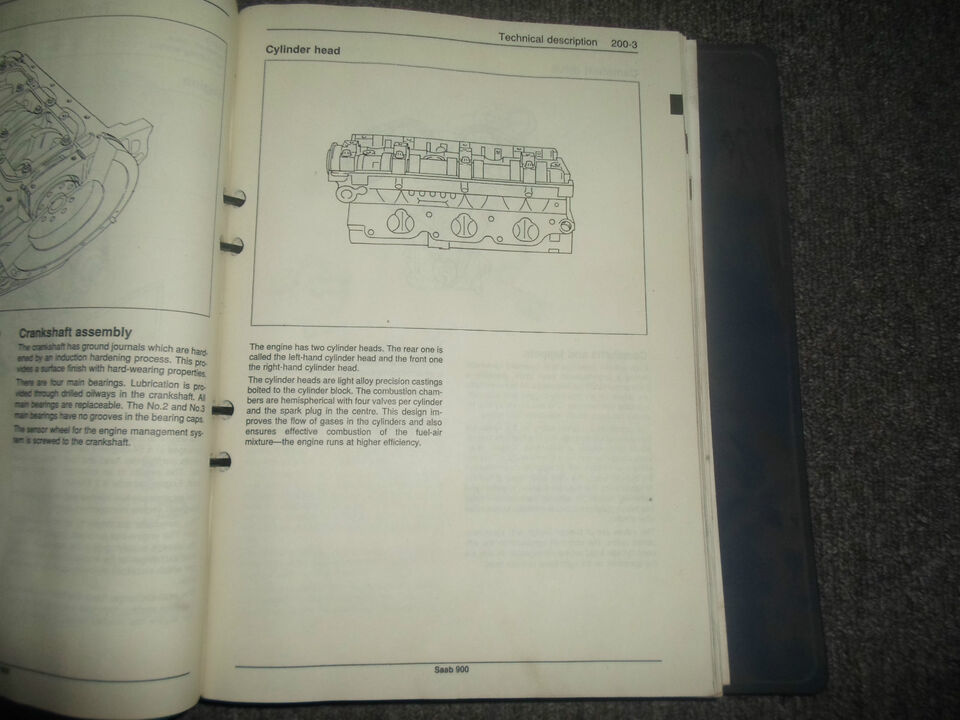 Crankshaft assembly
The crankshaft has ground journals which are hard-
ened by an induction hardening process. This pro-
vides a surface finish with hard-wearing properties.
There are four main bearings. Lubrication is pro-
vided through drilled oilways in the crankshaft. All
main bearings are replaceable. The No.2 and No.3
main bearings have no grooves in the bearing caps.
The sensor wheel for the engine management sys-
tem is screwed to the crankshaft.
Technical description 200-3
Cylinder head
The engine has two cylinder heads. The rear one is
called the left-hand cylinder head and the front one
the right-hand cylinder head.
The cylinder heads are light alloy precision castings
bolted to the cylinder block. The combustion cham-
bers are hemispherical with four valves per cylinder
and the spark plug in the centre. This design im-
proves the flow of gases in the cylinders and also
ensures effective combustion of the fuel-air
mixture—the engine runs at higher efficiency.
Saab 900